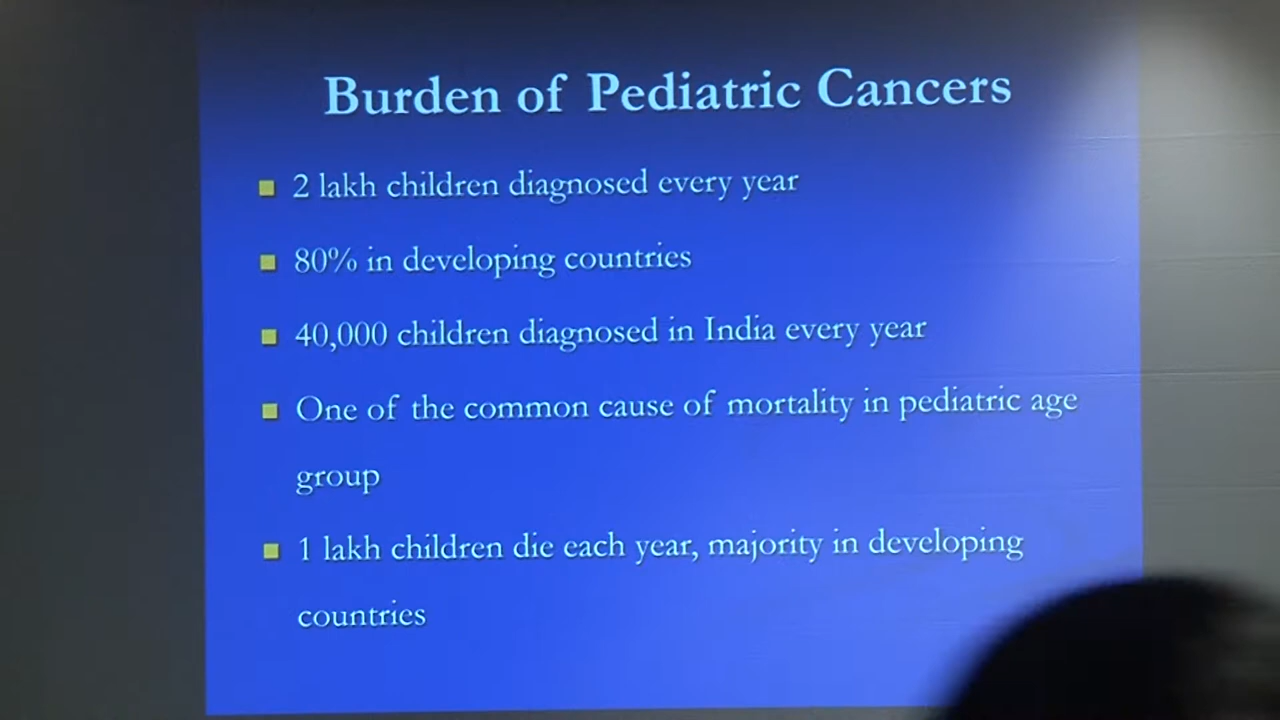 Burden of Pediatric Cancers
2 lakh children diagnosed every year
80% in developing countries
40,000 children diagnosed in India every year
One of the common cause of mortality in pediatric age
group
1 lakh children die each year, majority in developing
countries